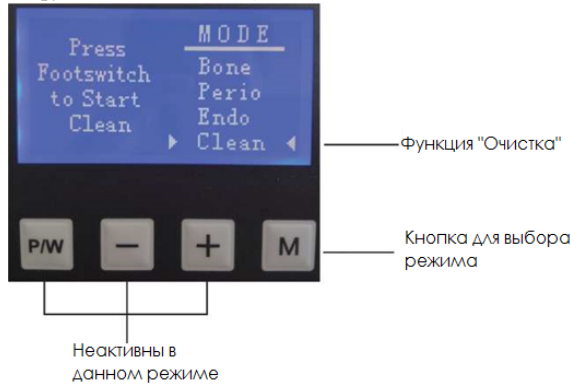 Press
Footswitch
to Start
Clean
MODE
Bone
Perio
Endo
Clean
Функция "Очистка"
P/W
−
+
M
Кнопка для выбора
режима
Неактивны в
данном режиме